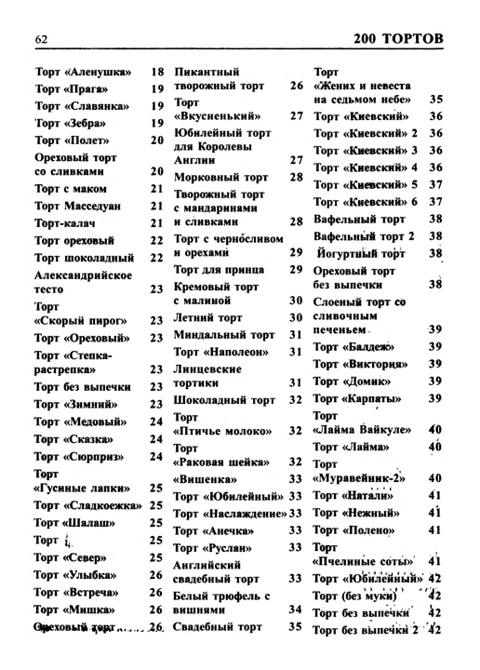 62
200 ТОРТОВ
Торт «Аленушка» 18
Торт «Прага» 19
Торт «Славянка» 19
Торт «Зебра» 19
Торт «Полет» 20
Ореховый торт
со сливками 20
Торт с маком 21
Торт Масседуан 21
Торт-калач 21
Торт ореховый 22
Торт шоколадный 22
Александрийское
тесто 23
Торт
«Скорый пирог» 23
Торт «Ореховый» 23
Торт «Степка-
растрепка» 23
Торт без выпечки 23
Торт «Зимний» 23
Торт «Медовый» 24
Торт «Сказка» 24
Торт «Сюрприз» 24
Торт
«Гусиные лапки» 25
Торт «Сладкоежка» 25
Торт «Шалаш» 25
Торт 25
Торт «Север» 25
Торт «Улыбка» 26
Торт «Встреча» 26
Торт «Мишка» 26
Ореховый торт 26
Пикантный
творожный торт 26
Торт
«Вкусненький» 27
Юбилейный торт
для Королевы
Англии 27
Морковный торт 28
Творожный торт
с мандаринами
и сливками 28
Торт с черносливом
и орехами 29
Торт для принца 29
Кремовый торт
с малиной 30
Летний торт 30
Миндальный торт 31
Торт «Наполеон» 31
Линцевские
тортики 31
Шоколадный торт 32
Торт
«Птичье молоко» 32
Торт
«Раковая шейка» 32
«Вишенка» 33
Торт «Юбилейный» 33
Торт «Наслаждение» 33
Торт «Анечка» 33
Торт «Руслан» 33
Английский
свадебный торт 33
Белый трюфель с
вишнями 34
Свадебный торт 35
Торт
«Жених и невеста
на седьмом небе» 35
Торт «Киевский» 36
Торт «Киевский» 2 36
Торт «Киевский» 3 36
Торт «Киевский» 4 36
Торт «Киевский» 5 37
Торт «Киевский» 6 37
Вафельный торт 38
Вафельный торт 2 38
Йогуртный торт 38
Ореховый торт
без выпечки 38
Слоеный торт со
сливочным
печеньем 39
Торт «Балдеж» 39
Торт «Виктория» 39
Торт «Домик» 39
Торт «Карпаты» 39
Торт
«Лайма Вайкуле» 40
Торт «Лайма» 40
Торт
«Муравейник-2» 40
Торт «Натали» 41
Торт «Нежный» 41
Торт «Полено» 41
Торт
«Пчелиные соты» 41
Торт «Юбилейный» 42
Торт (без муки) 42
Торт без выпечки 42
Торт без выпечки 2 42